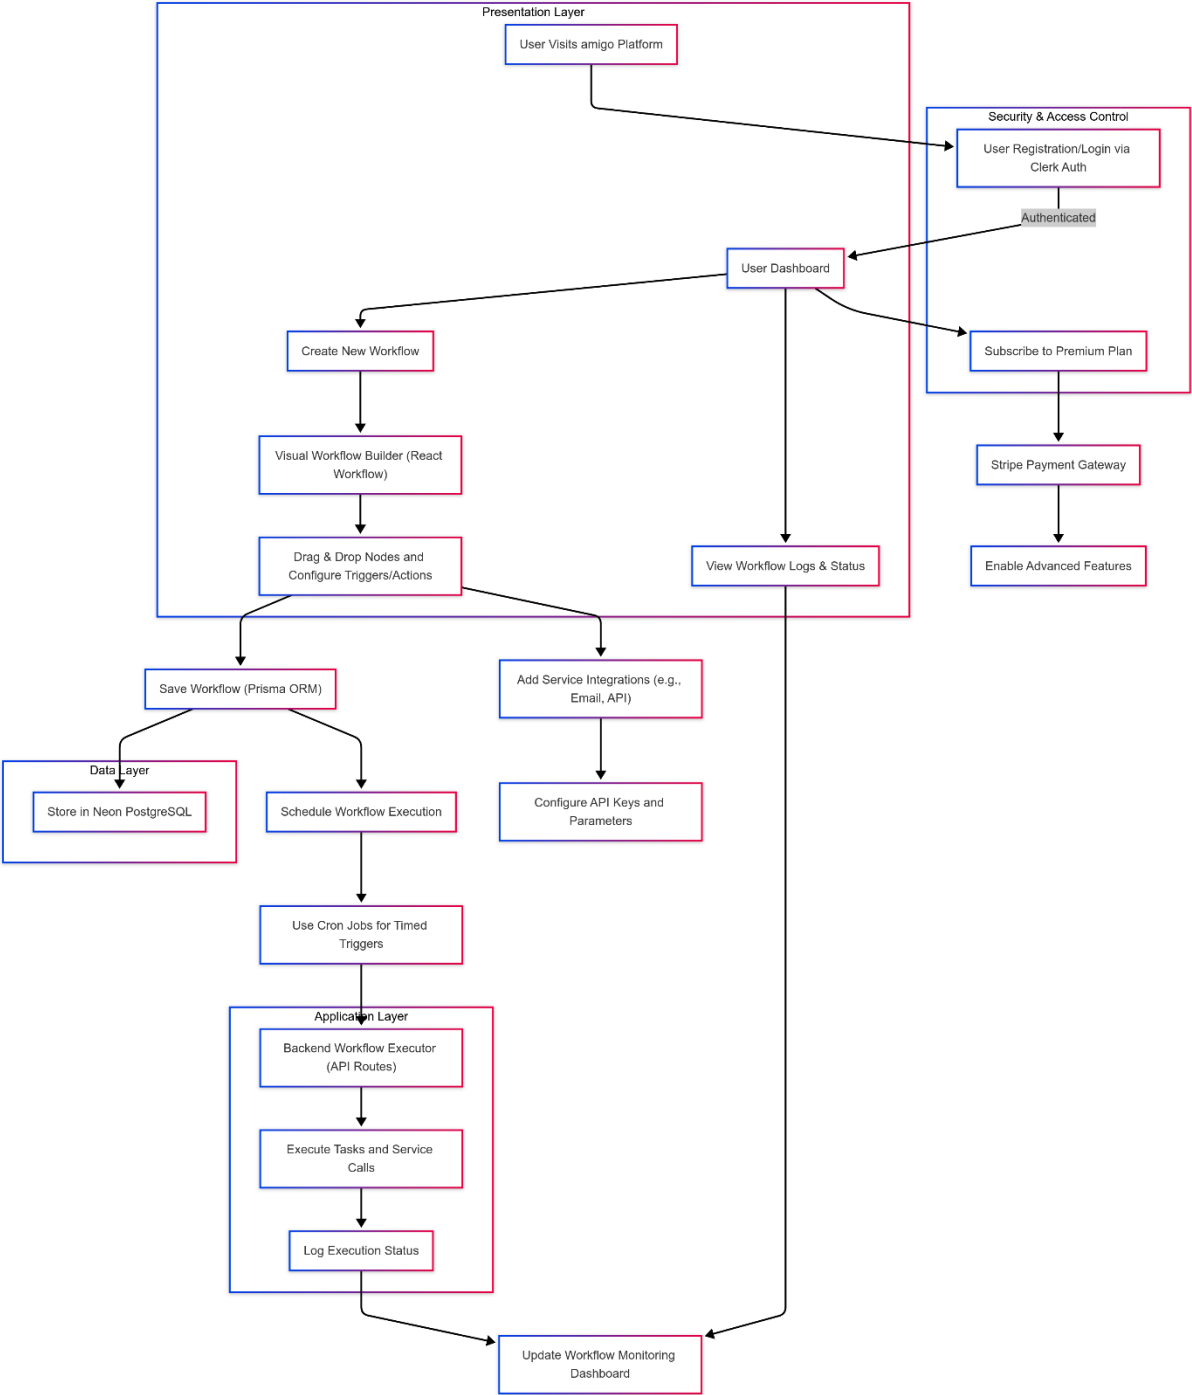 Presentation Layer
User Visits amigo Platform
Security & Access Control
User Registration/Login via
Clerk Auth
Authenticated
User Dashboard
Create New Workflow
Subscribe to Premium Plan
Visual Workflow Builder (React
Workflow)
Stripe Payment Gateway
Drag & Drop Nodes and
Configure Triggers/Actions
View Workflow Logs & Status
Enable Advanced Features
Save Workflow (Prisma ORM)
Add Service Integrations (e.g.,
Email, API)
Data Layer
Store in Neon PostgreSQL
Schedule Workflow Execution
Configure API Keys and
Parameters
Use Cron Jobs for Timed
Triggers
Application Layer
Backend Workflow Executor
(API Routes)
Execute Tasks and Service
Calls
Log Execution Status
Update Workflow Monitoring
Dashboard